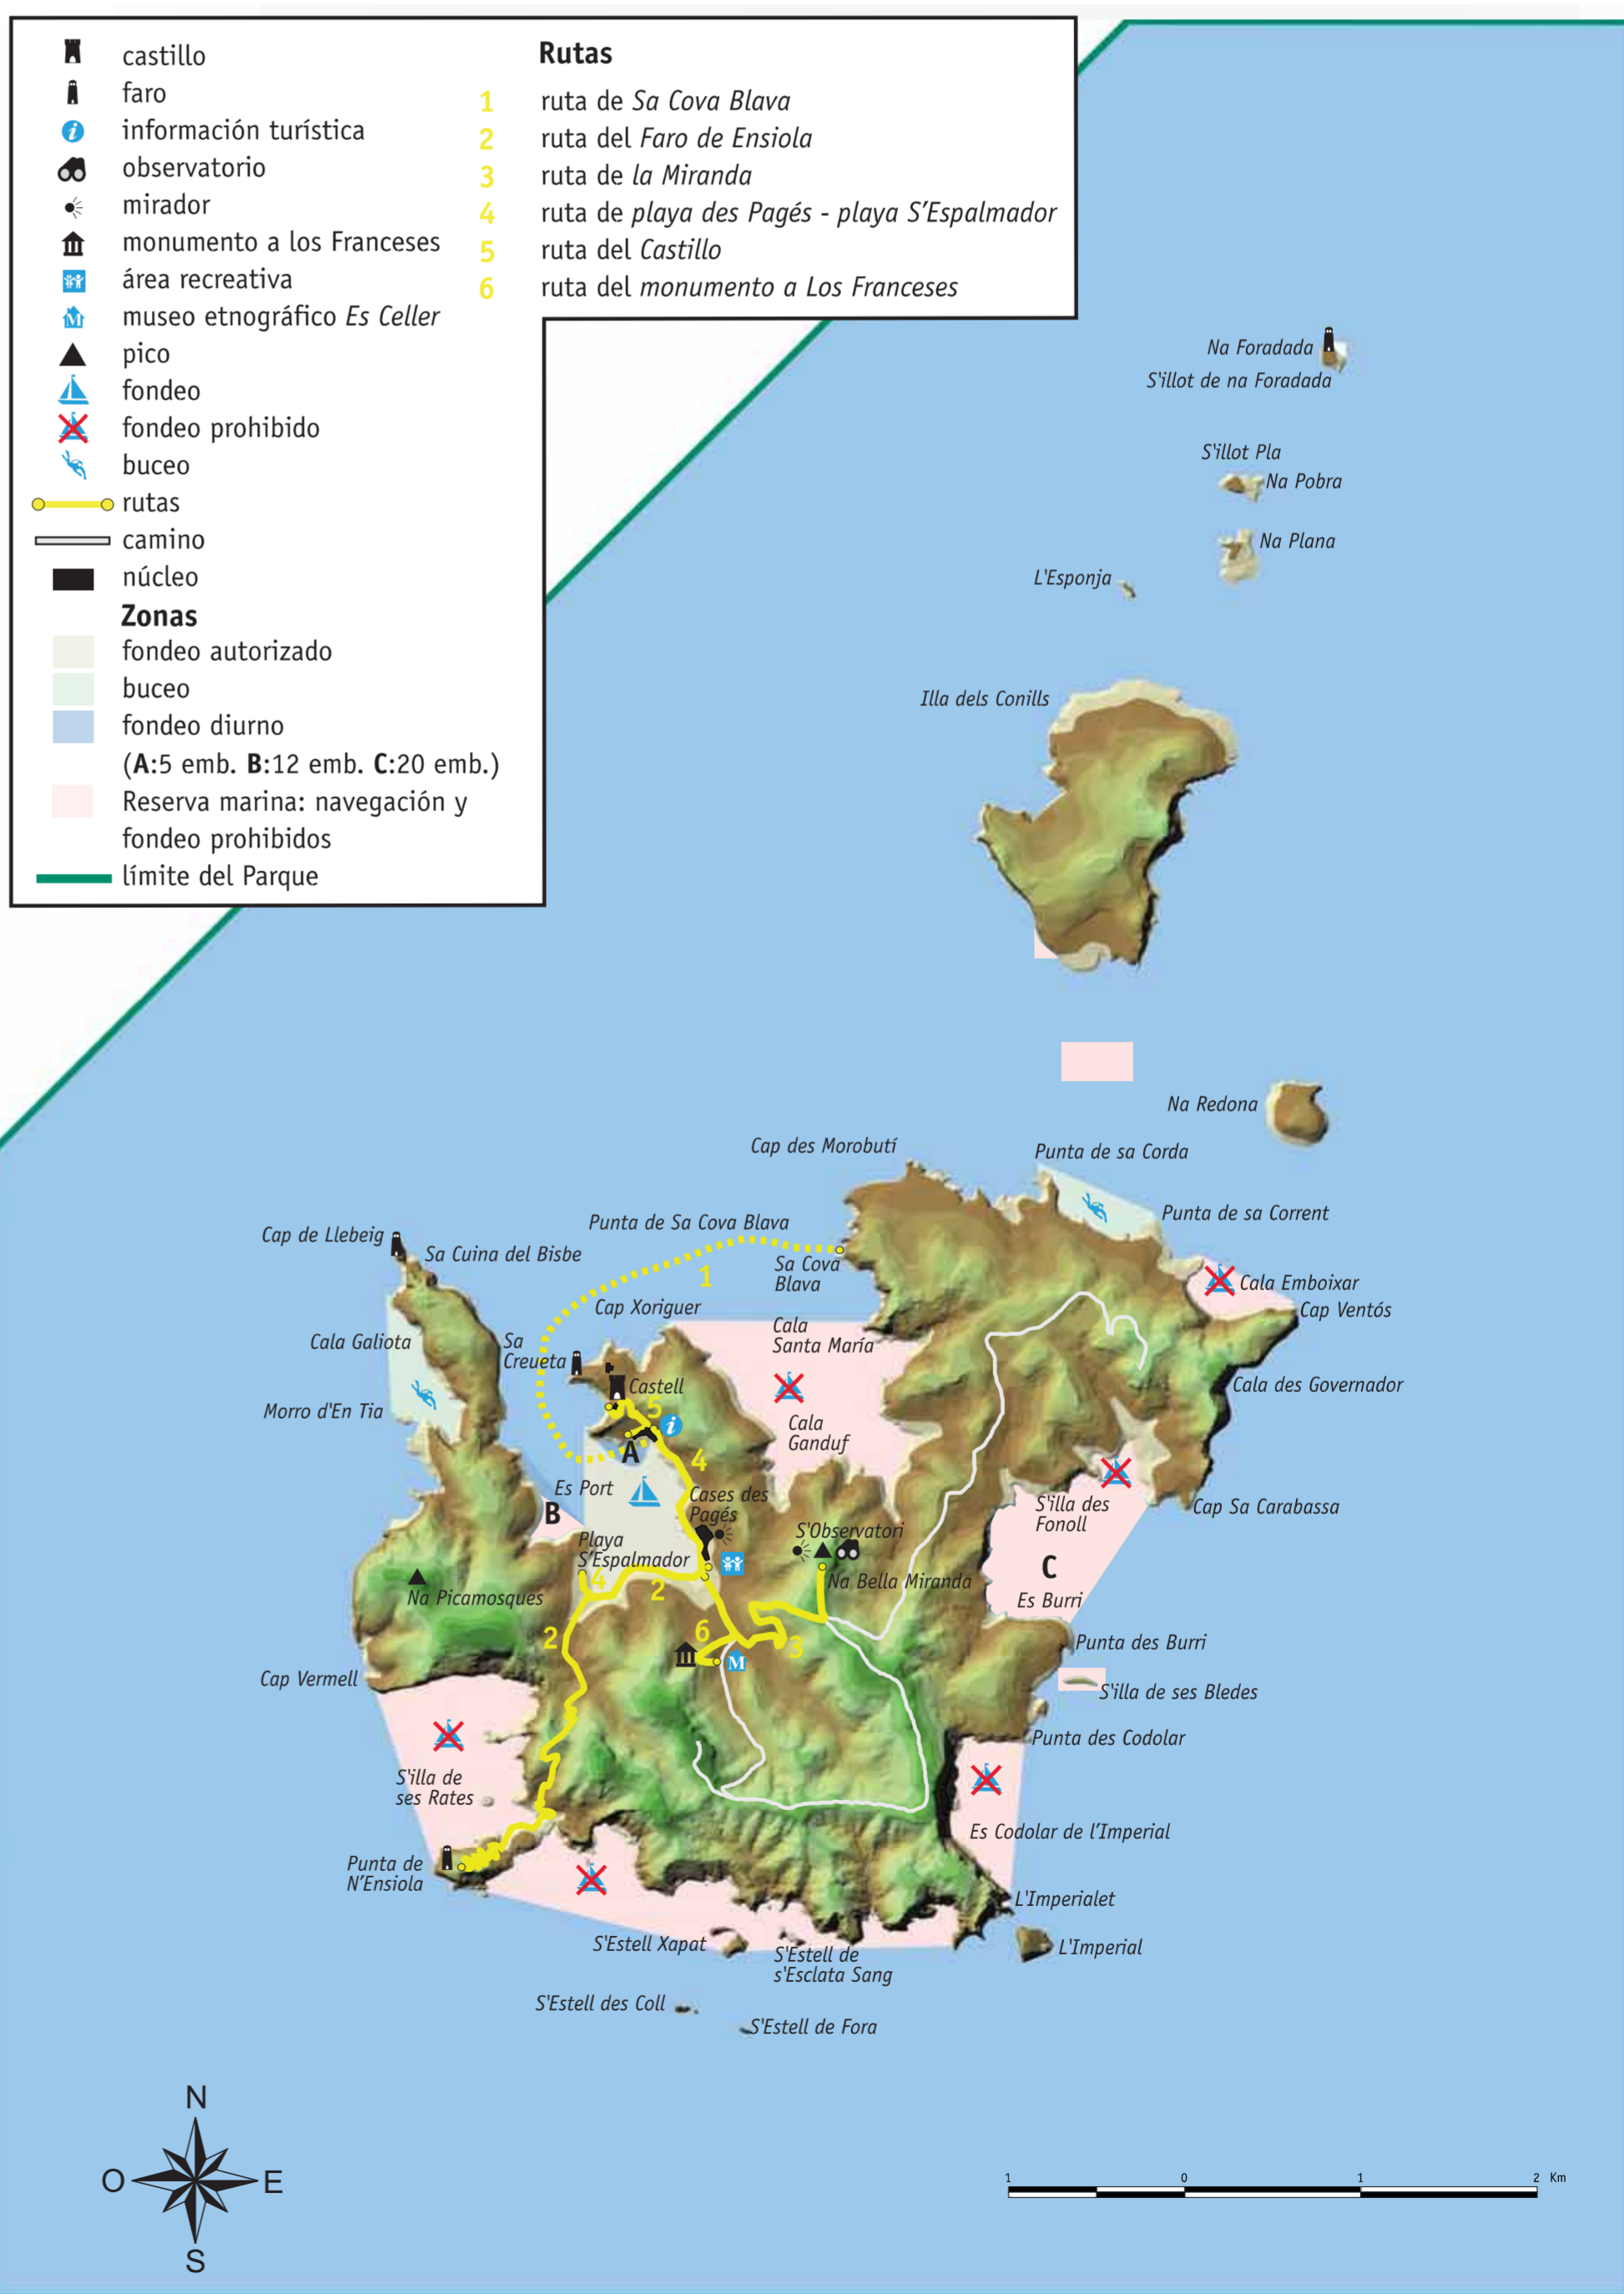 castillo
faro
información turística
observatorio
mirador
monumento a los Franceses
área recreativa
museo etnográfico Es Celler
pico
fondeo
fondeo prohibido
buceo
rutas
camino
núcleo
Zonas
fondeo autorizado
buceo
fondeo diurno
(A:5 emb. B:12 emb. C:20 emb.)
Reserva marina: navegación y
fondeo prohibidos
límite del Parque
Rutas
1 ruta de Sa Cova Blava
2 ruta del Faro de Ensiola
3 ruta de la Miranda
4 ruta de playa des Pagés - playa S'Espalmador
5 ruta del Castillo
6 ruta del monumento a Los Franceses
Na Foradada
S'illot de na Foradada
S'illot Pla
Na Pobra
Na Plana
L'Esponja
Illa dels Conills
Na Redona
Cap des Morobutí
Punta de sa Corda
Punta de sa Corrent
Punta de Sa Cova Blava
Cap de Llebeig
Sa Cuina del Bisbe
Sa Cova
Blava
1
Cala Emboixar
Cap Ventós
Cap Xoriguer
Cala
Santa María
Cala Galiota
Sa
Creueta
Castell
Cala des Governador
Morro d'En Tia
5
i
Cala
Ganduf
A
4
Es Port
Cases des
Pagés
B
S'illa des
Fonoll
Cap Sa Carabassa
Playa
S'Espalmador
S'Observatori
C
4
2
Na Bella Miranda
Na Picamosques
Es Burri
2
6
3
Punta des Burri
M
Cap Vermell
S'illa de ses Bledes
Punta des Codolar
S'illa de
ses Rates
Es Codolar de l'Imperial
Punta de
N'Ensiola
L'Imperialet
S'Estell Xapat
L'Imperial
S'Estell de
s'Esclata Sang
S'Estell des Coll
S'Estell de Fora
N
O
E
S
1 0 1 2 Km